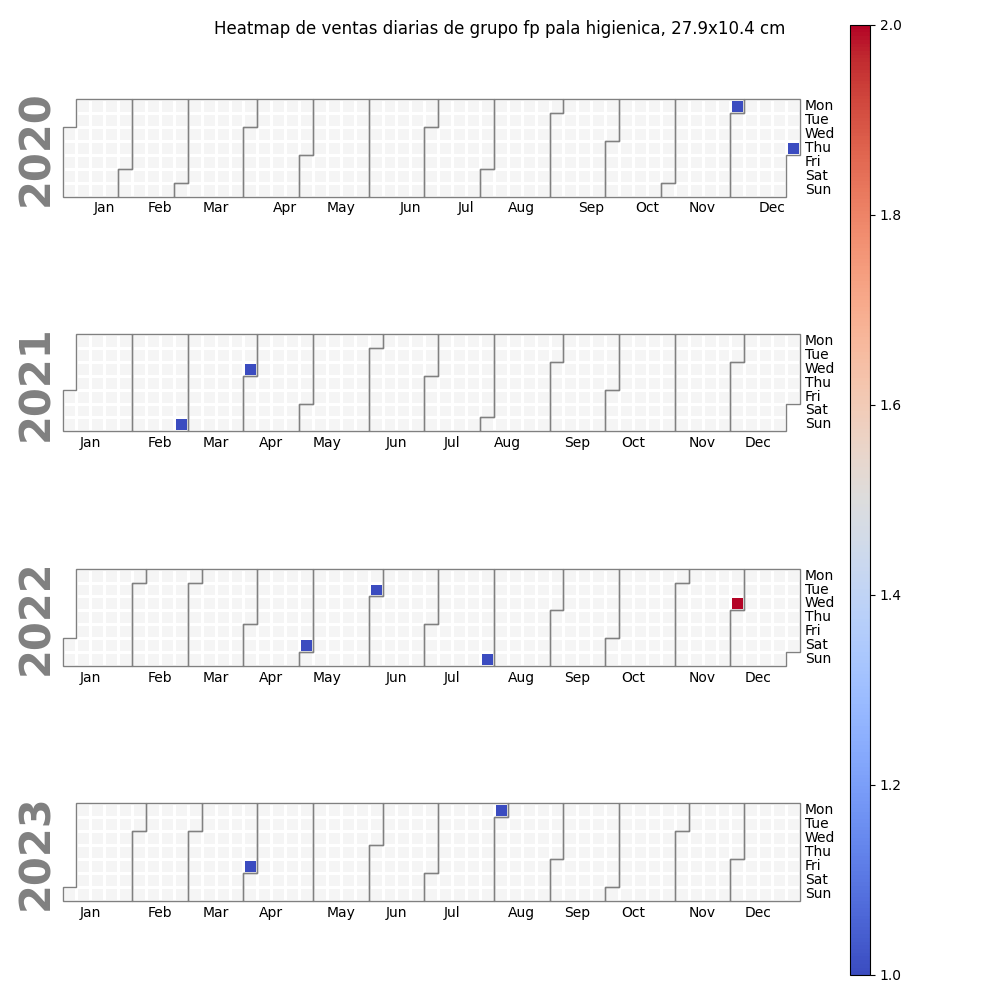 Heatmap de ventas diarias de grupo fp pala higienica, 27.9x10.4 cm
2020
Mon
Tue
Wed
Thu
Fri
Sat
Sun
Jan Feb Mar Apr May Jun Jul Aug Sep Oct Nov Dec
2021
Mon
Tue
Wed
Thu
Fri
Sat
Sun
Jan Feb Mar Apr May Jun Jul Aug Sep Oct Nov Dec
2022
Mon
Tue
Wed
Thu
Fri
Sat
Sun
Jan Feb Mar Apr May Jun Jul Aug Sep Oct Nov Dec
2023
Mon
Tue
Wed
Thu
Fri
Sat
Sun
Jan Feb Mar Apr May Jun Jul Aug Sep Oct Nov Dec
2.0
1.8
1.6
1.4
1.2
1.0